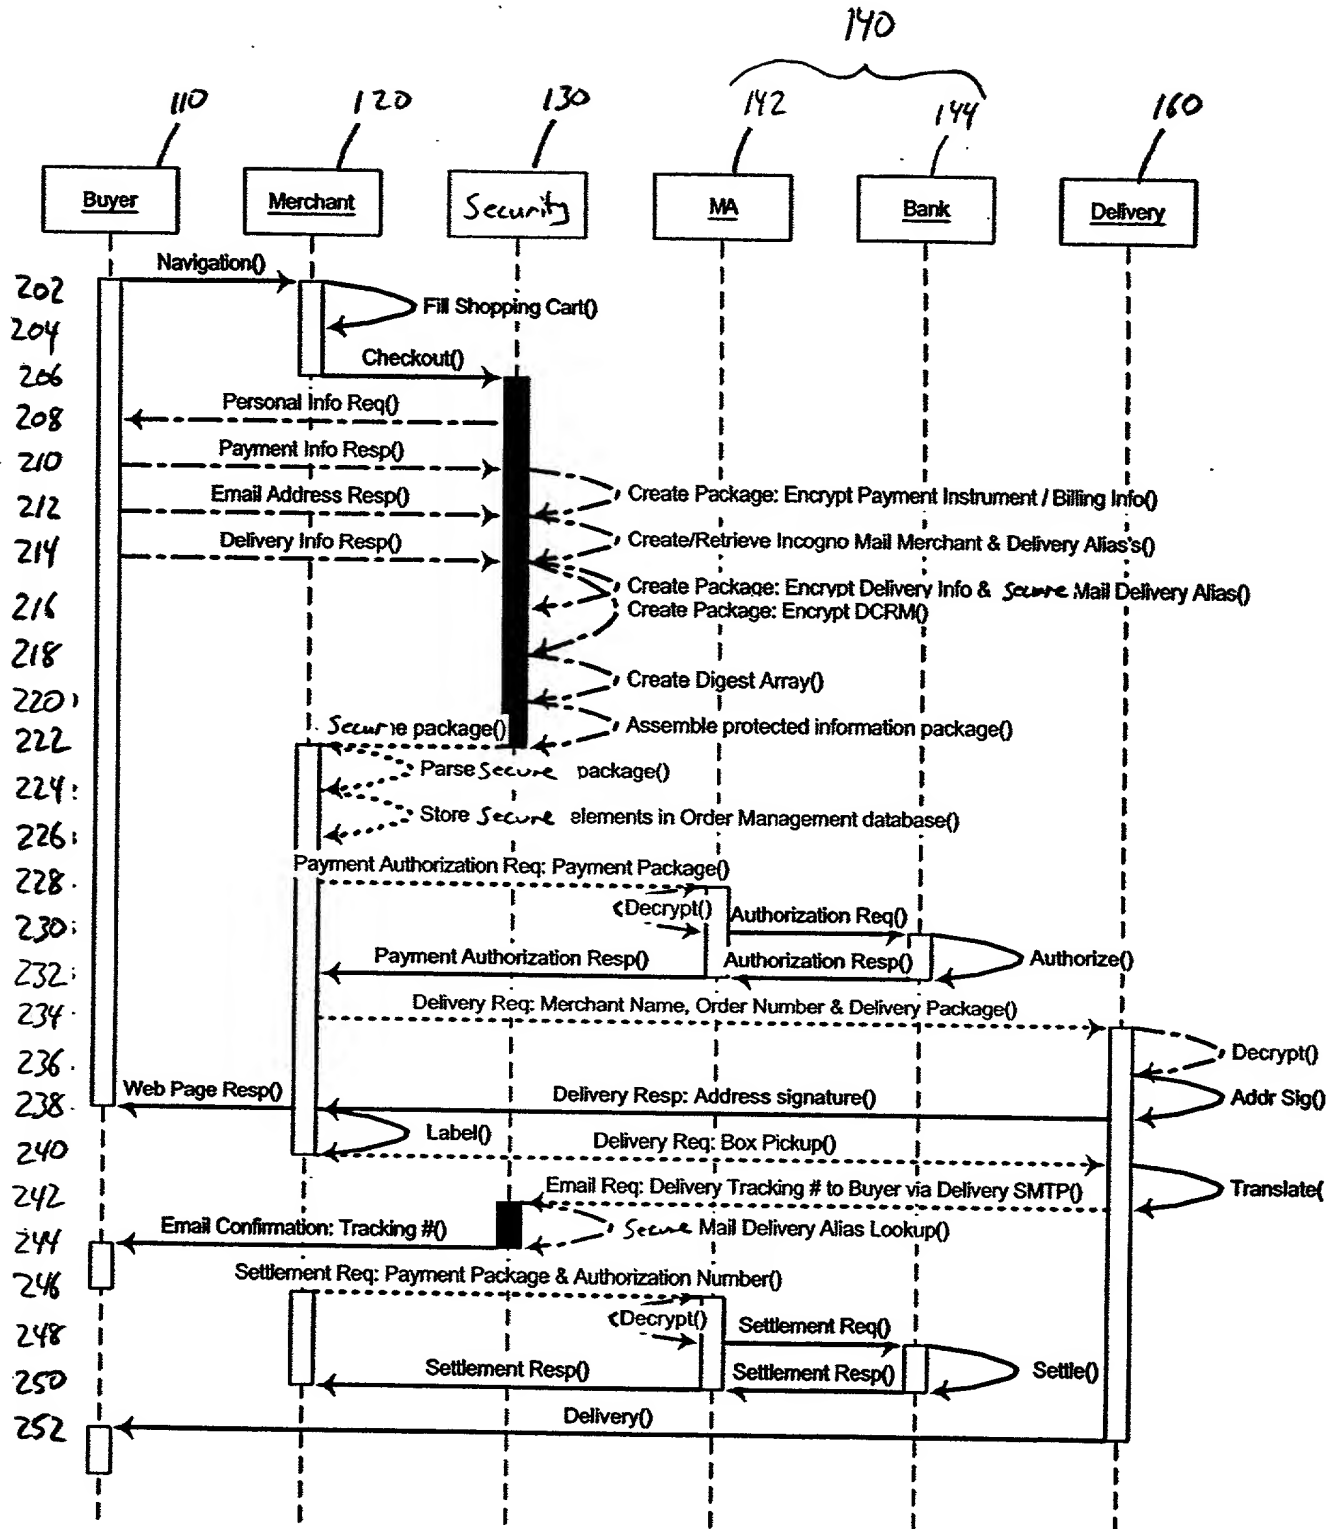 140
110 120 130 142 144 160
Buyer Merchant Security MA Bank Delivery
Navigation()
202
Fill Shopping Cart()
204
Checkout()
206
Personal Info Req()
208
Payment Info Resp()
210
Email Address Resp()
Create Package: Encrypt Payment Instrument / Billing Info()
212
Delivery Info Resp()
Create/Retrieve Incogno Mail Merchant & Delivery Alias's()
214
Create Package: Encrypt Delivery Info & Secure Mail Delivery Alias()
216
Create Package: Encrypt DCRM()
218
Create Digest Array()
220
Secure package()
Assemble protected information package()
222
Parse Secure package()
224:
Store Secure elements in Order Management database()
226:
Payment Authorization Req: Payment Package()
228
Decrypt()
Authorization Req()
230:
Payment Authorization Resp()
Authorization Resp()
Authorize()
232:
Delivery Req: Merchant Name, Order Number & Delivery Package()
234
Decrypt()
236
Web Page Resp()
Delivery Resp: Address signature()
Addr Sig()
238
Label()
Delivery Req: Box Pickup()
240
Email Req: Delivery Tracking # to Buyer via Delivery SMTP()
Translate(
242
Email Confirmation: Tracking #()
Secure Mail Delivery Alias Lookup()
244
Settlement Req: Payment Package & Authorization Number()
246
Decrypt()
Settlement Req()
248
Settlement Resp()
Settlement Resp()
Settle()
250
Delivery()
252